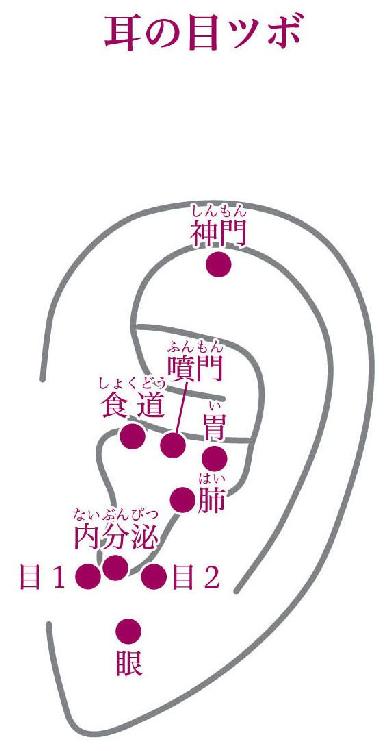 耳の目ツボ
しんもん
神門
ふんもん
噴門
しょくどう
食道
い
胃
はい
肺
ないぶんぴつ
内分泌
目1
目2
眼